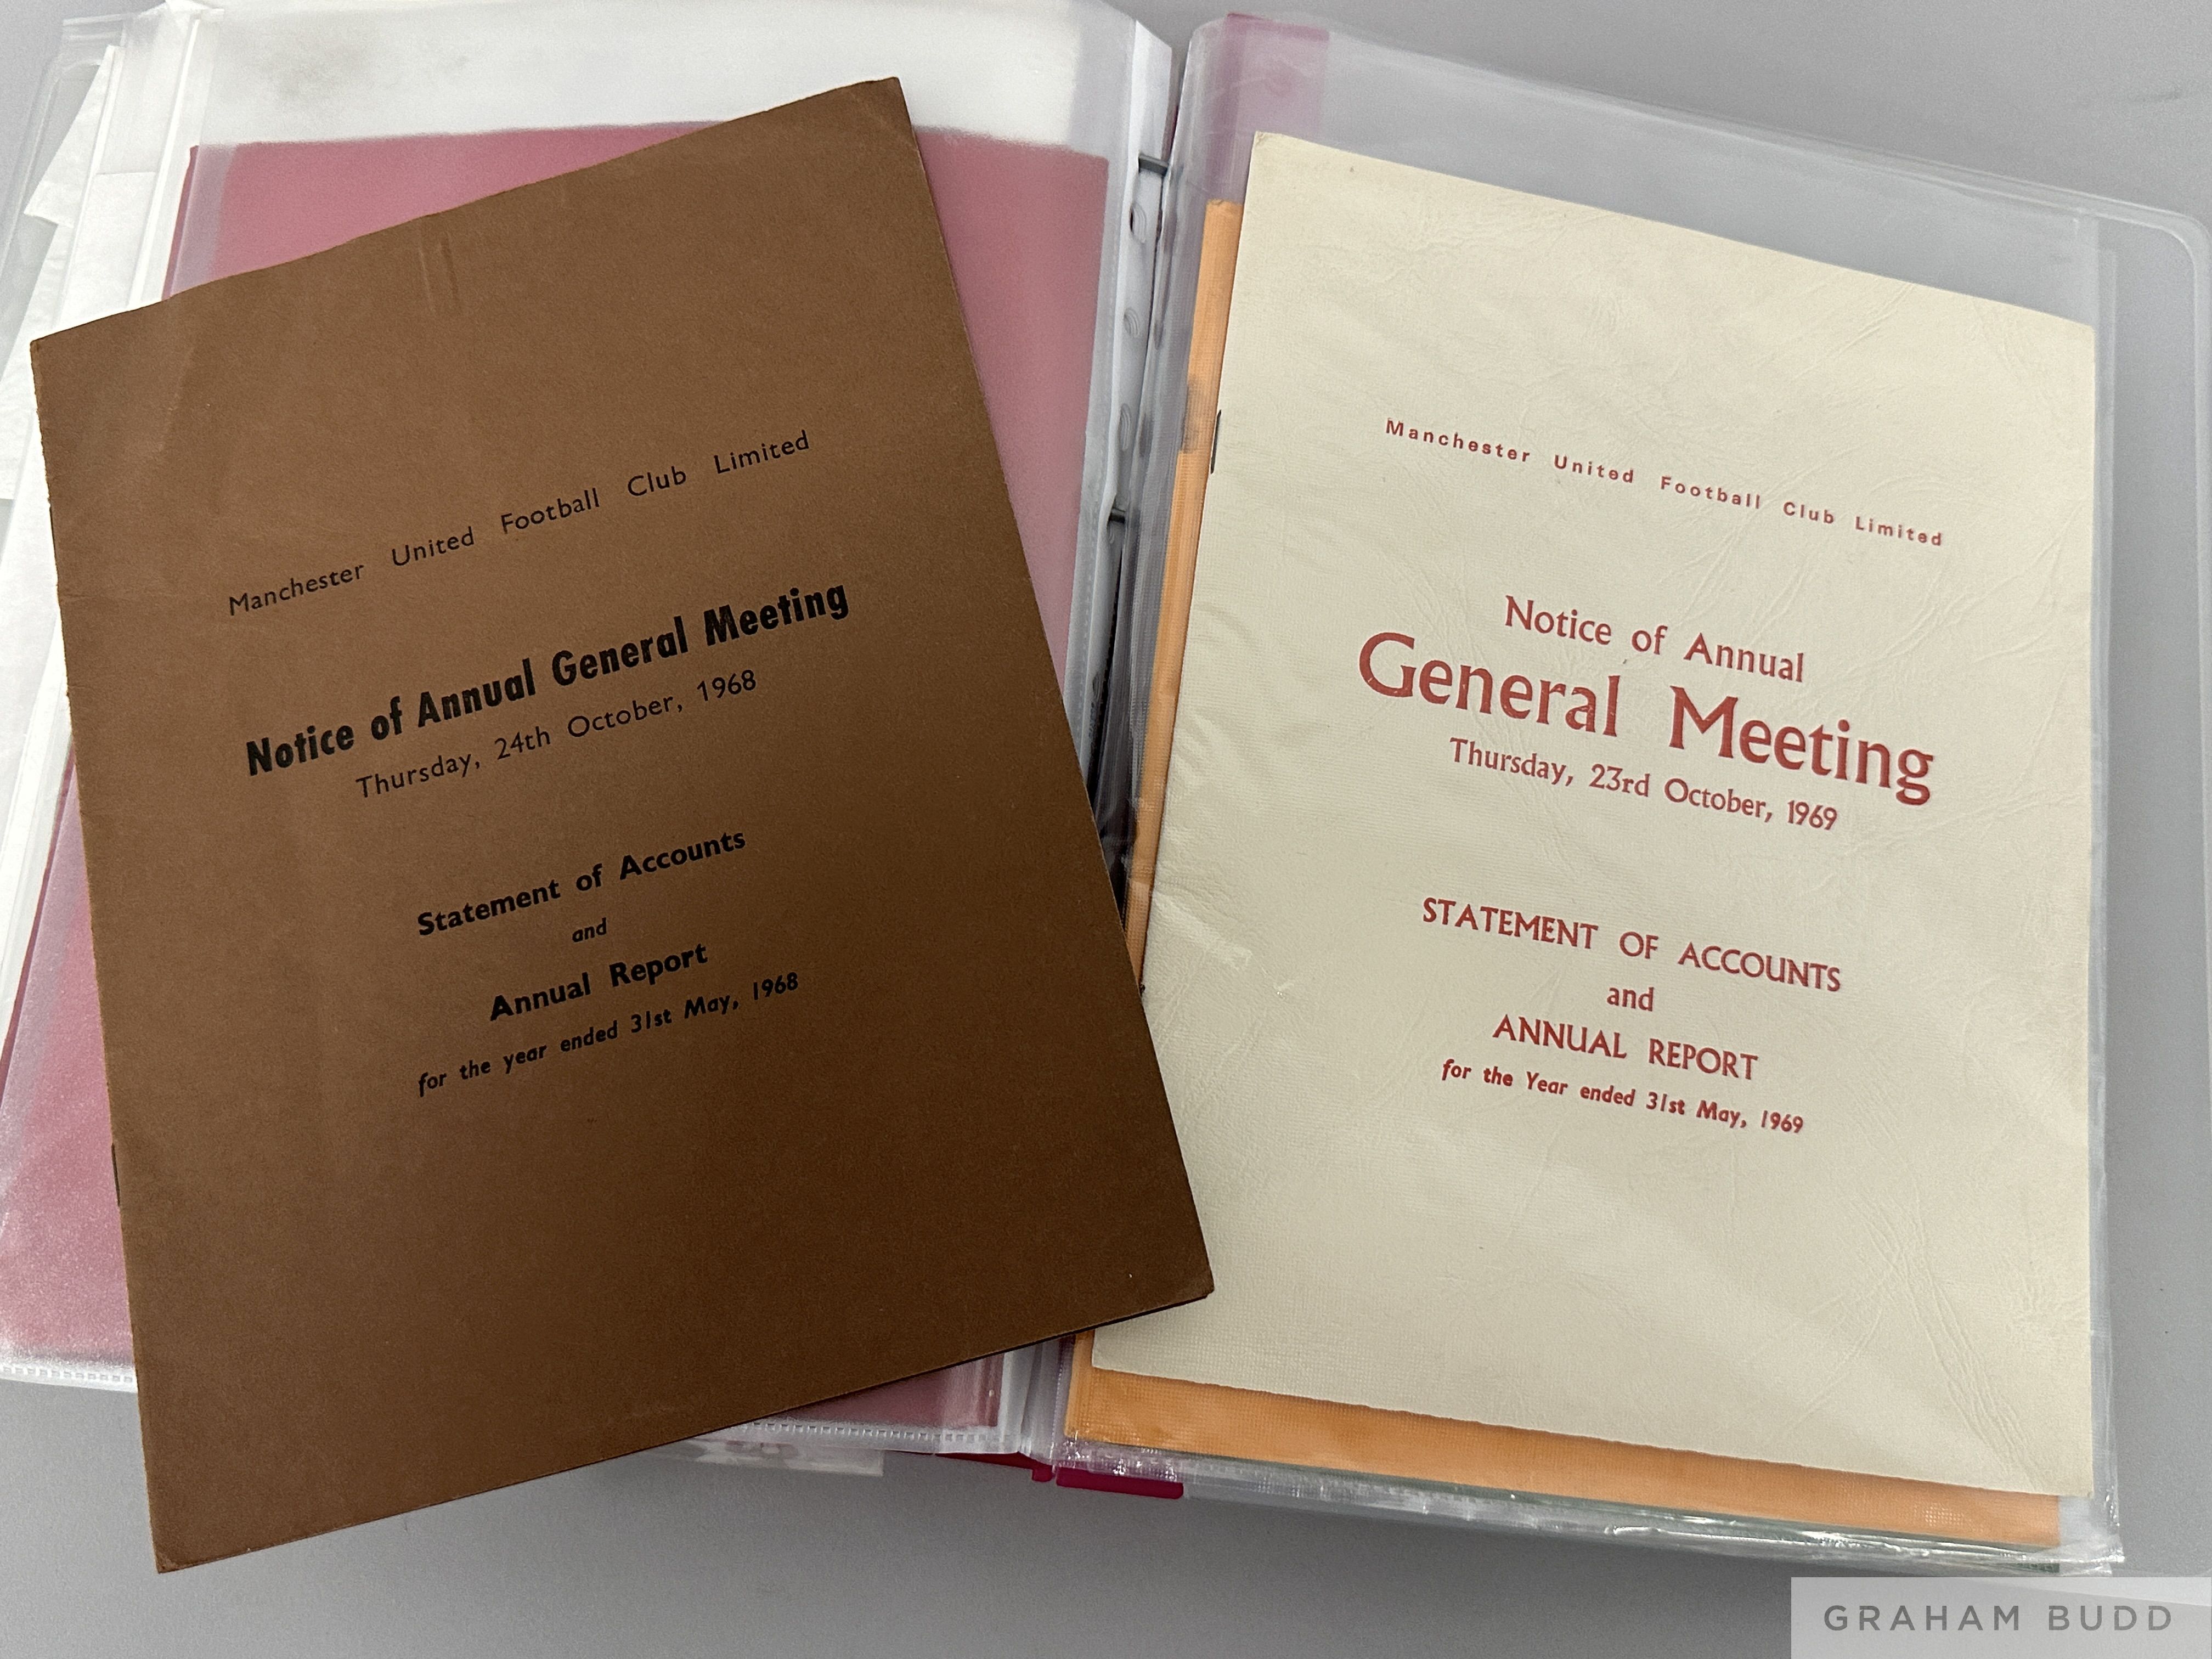 Manchester United Football Club Limited
Notice of Annual General Meeting
Thursday, 24th October, 1968
Statement of Accounts
and
Annual Report
for the year ended 31st May, 1968
Manchester United Football Club Limited
Notice of Annual
General Meeting
Thursday, 23rd October, 1969
STATEMENT OF ACCOUNTS
and
ANNUAL REPORT
for the Year ended 31st May, 1969
GRAHAM BUDD